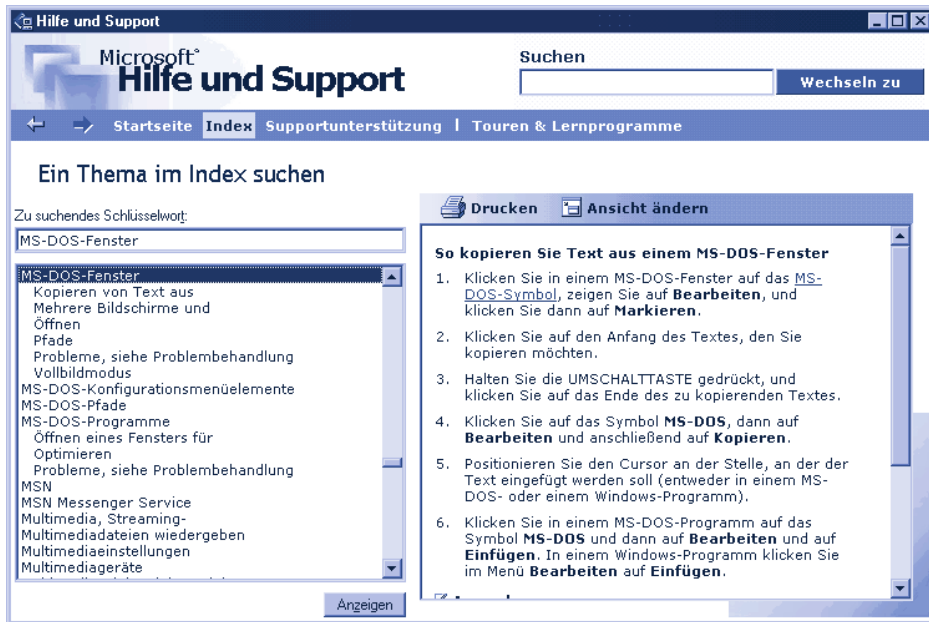 Hilfe und Support
Microsoft®
Hilfe und Support
Suchen
Wechseln zu
Startseite Index Supportunterstützung | Touren & Lernprogramme
Ein Thema im Index suchen
Zu suchendes Schlüsselwort:
MS-DOS-Fenster
MS-DOS-Fenster
Kopieren von Text aus
Mehrere Bildschirme und
Öffnen
Pfade
Probleme, siehe Problembehandlung
Vollbildmodus
MS-DOS-Konfigurationsmenüelemente
MS-DOS-Pfade
MS-DOS-Programme
Öffnen eines Fensters für
Optimieren
Probleme, siehe Problembehandlung
MSN
MSN Messenger Service
Multimedia, Streaming-
Multimediadateien wiedergeben
Multimediaeinstellungen
Multimediageräte
Anzeigen
Drucken Ansicht ändern
So kopieren Sie Text aus einem MS-DOS-Fenster
1. Klicken Sie in einem MS-DOS-Fenster auf das MS-
DOS-Symbol, zeigen Sie auf Bearbeiten, und
klicken Sie dann auf Markieren.
2. Klicken Sie auf den Anfang des Textes, den Sie
kopieren möchten.
3. Halten Sie die UMSCHALTTASTE gedrückt, und
klicken Sie auf das Ende des zu kopierenden Textes.
4. Klicken Sie auf das Symbol MS-DOS, dann auf
Bearbeiten und anschließend auf Kopieren.
5. Positionieren Sie den Cursor an der Stelle, an der der
Text eingefügt werden soll (entweder in einem MS-
DOS- oder einem Windows-Programm).
6. Klicken Sie in einem MS-DOS-Programm auf das
Symbol MS-DOS und dann auf Bearbeiten und auf
Einfügen. In einem Windows-Programm klicken Sie
im Menü Bearbeiten auf Einfügen.